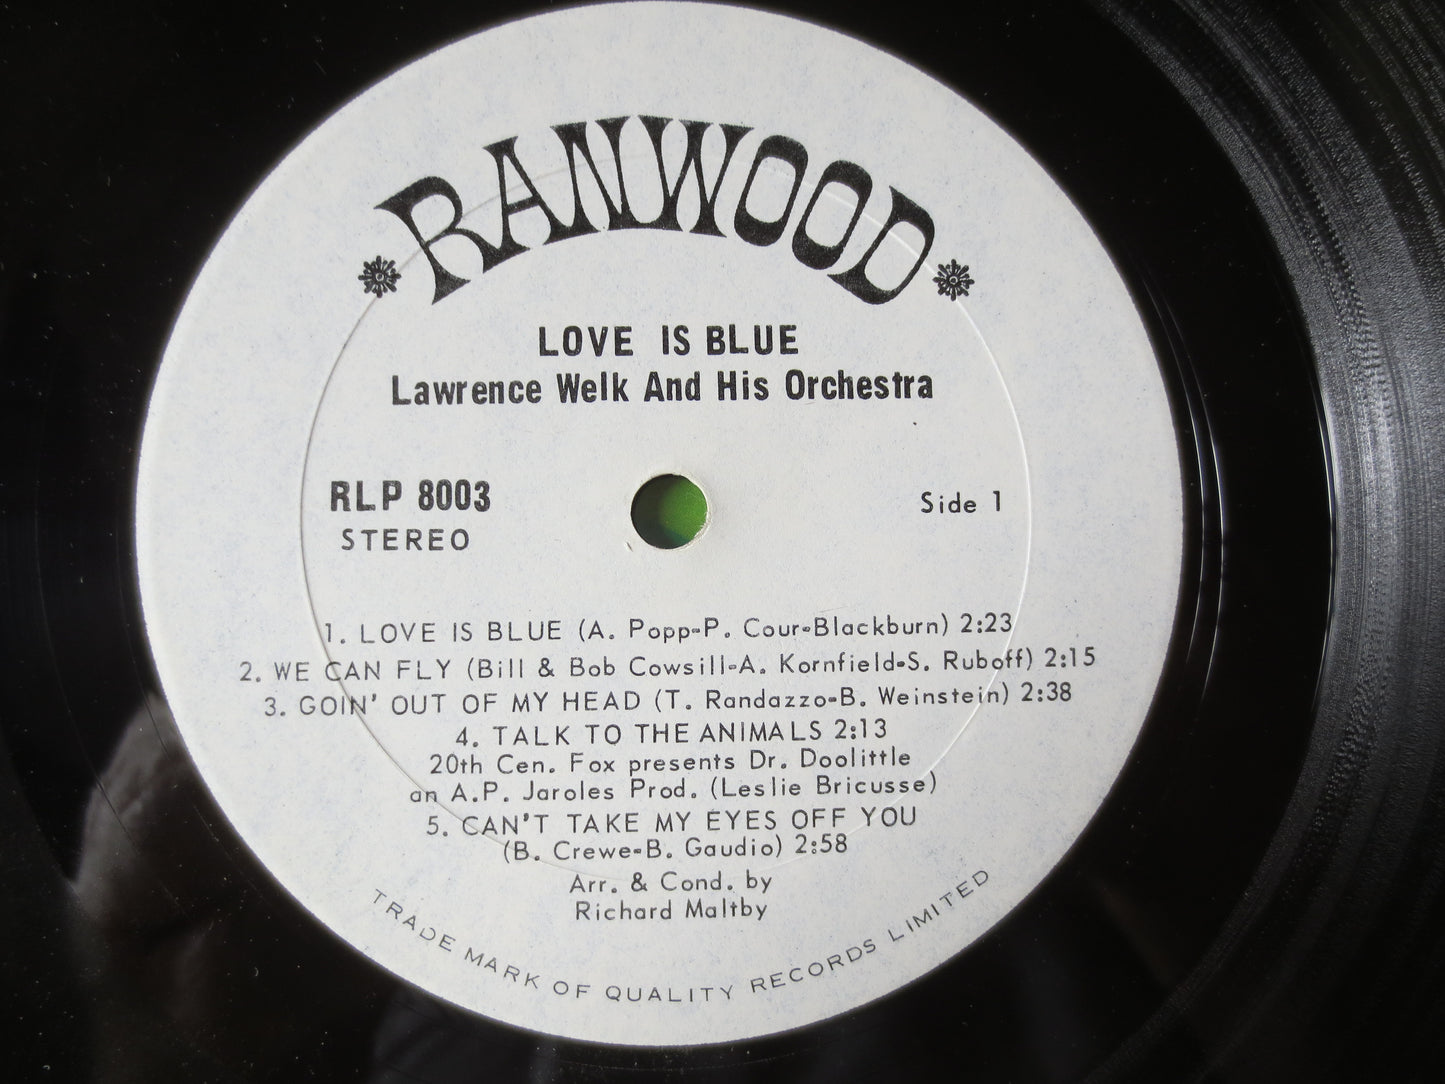 RANWOOD
LOVE IS BLUE
Lawrence Welk And His Orchestra
RLP 8003
STEREO
Side 1
1. LOVE IS BLUE (A. Popp-P. Cour-Blackburn) 2:23
2. WE CAN FLY (Bill & Bob Cowsill-A. Kornfield-S. Ruboff) 2:15
3. GOIN' OUT OF MY HEAD (T. Randazzo-B. Weinstein) 2:38
4. TALK TO THE ANIMALS 2:13
20th Cen. Fox presents Dr. Doolittle
an A.P. Jaroles Prod. (Leslie Bricusse)
5. CAN'T TAKE MY EYES OFF YOU
(B. Crewe-B. Gaudio) 2:58
Arr. & Cond. by
Richard Maltby
TRADE MARK OF QUALITY RECORDS LIMITED